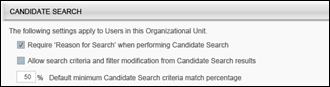 CANDIDATE SEARCH
The following settings apply to Users in this Organizational Unit.
Require 'Reason for Search' when performing Candidate Search
Allow search criteria and filter modification from Candidate Search results
50 % Default minimum Candidate Search criteria match percentage